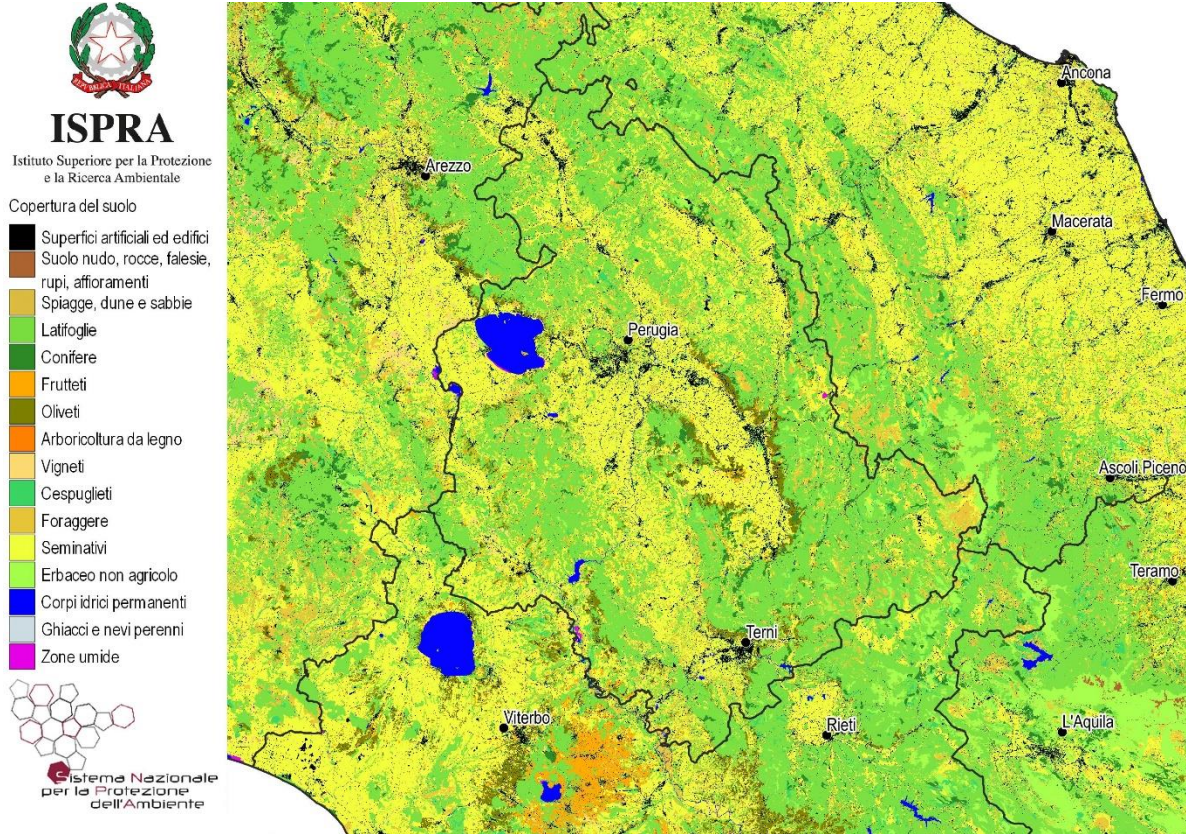 REPVBBLICA ITALIANA
ISPRA
Istituto Superiore per la Protezione
e la Ricerca Ambientale
Copertura del suolo
Superfici artificiali ed edifici
Suolo nudo, rocce, falesie,
rupi, affioramenti
Spiagge, dune e sabbie
Latifoglie
Conifere
Frutteti
Oliveti
Arboricoltura da legno
Vigneti
Cespuglieti
Foraggere
Seminativi
Erbaceo non agricolo
Corpi idrici permanenti
Ghiacci e nevi perenni
Zone umide
Sistema Nazionale
per la Protezione
dell'Ambiente
Ancona
Arezzo
Macerata
Fermo
Perugia
Ascoli Piceno
Teramo
Terni
Viterbo
Rieti
L'Aquila